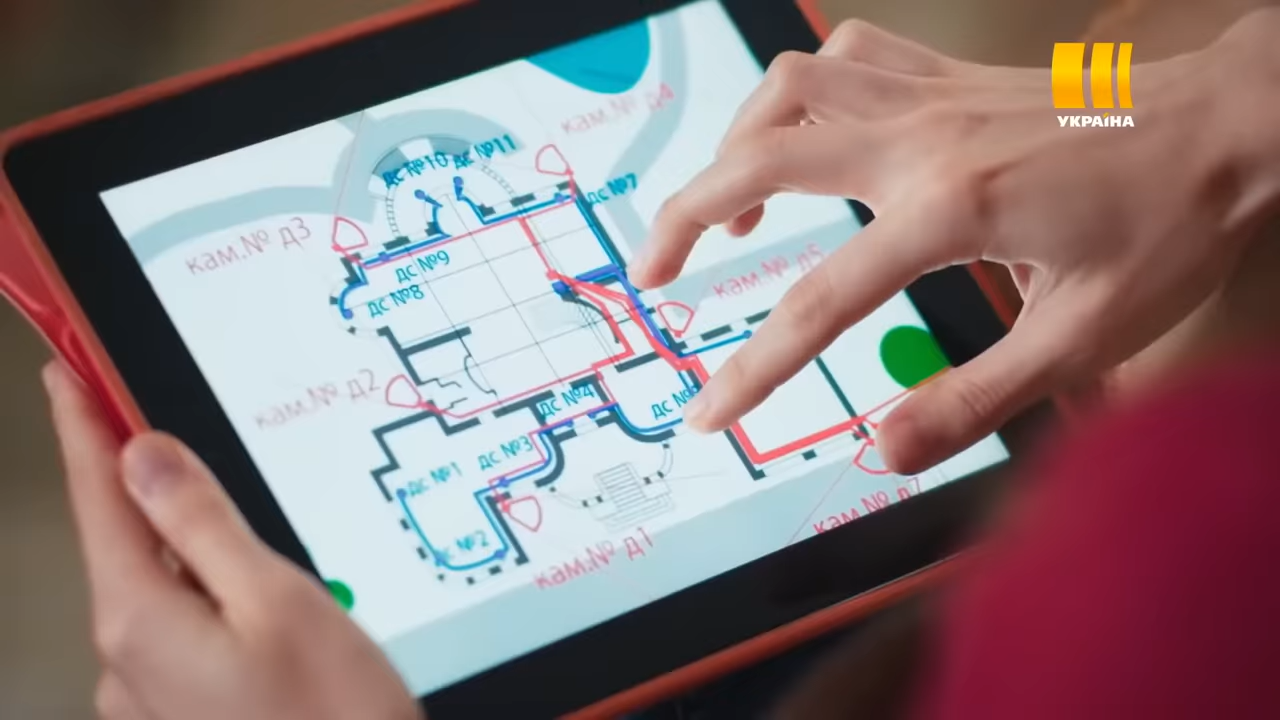 УКРАЇНА
ДС №10
ДС №11
кам.№ д4
ДС №7
кам.№ д3
ДС №9
кам.№ д5
ДС №8
кам.№ д2
ДС №4
ДС №3
ДС №1
ДС №2
кам.№ д1
кам.№ д7